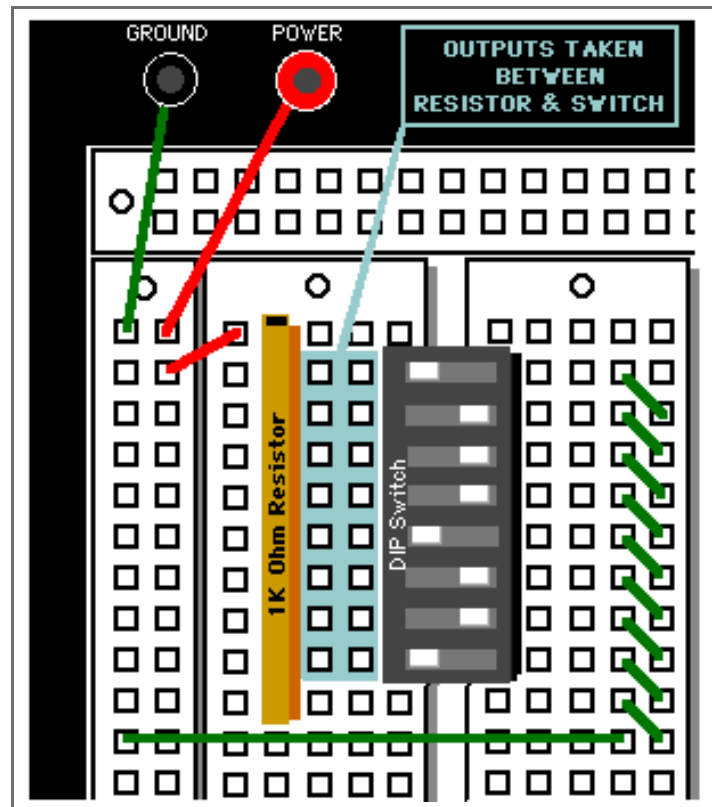 GROUND
POWER
OUTPUTS TAKEN
BETWEEN
RESISTOR & SWITCH
1K Ohm Resistor
DIP Switch